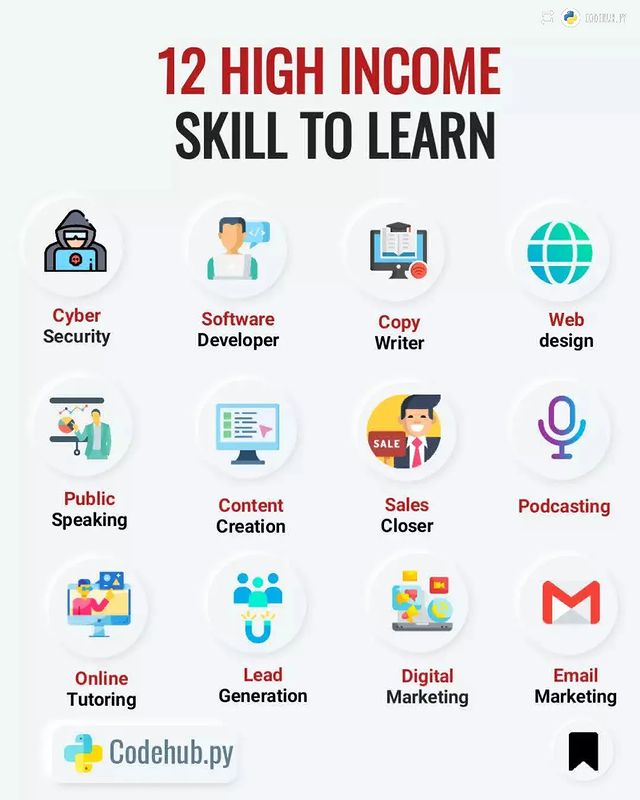 CODEHUB.PY
12 HIGH INCOME
SKILL TO LEARN
Cyber
Security
Software
Developer
Copy
Writer
Web
design
SALE
Public
Speaking
Content
Creation
Sales
Closer
Podcasting
Online
Tutoring
Lead
Generation
Digital
Marketing
Email
Marketing
Codehub.py